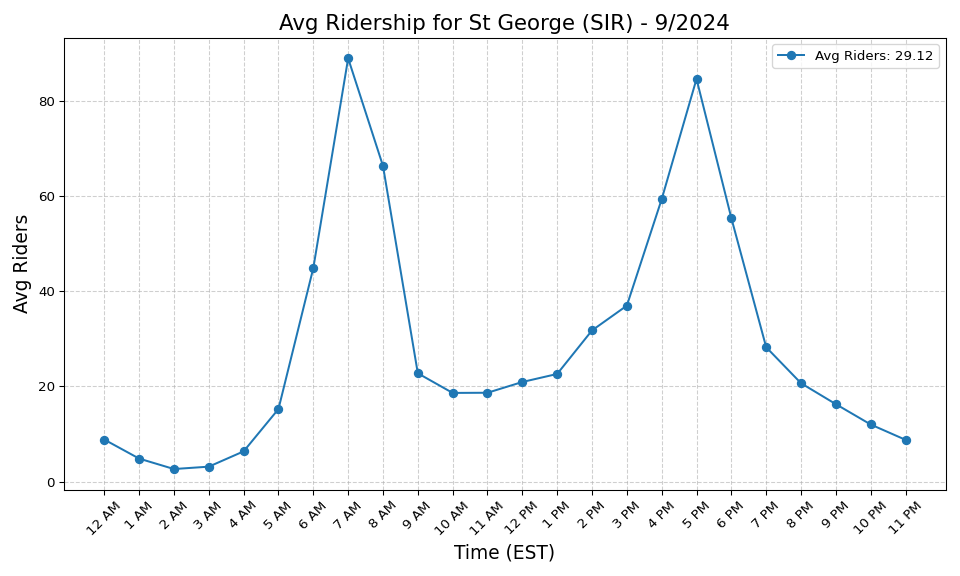 Avg Ridership for St George (SIR) - 9/2024
Avg Riders: 29.12
Avg Riders
80
60
40
20
0
12 AM 1 AM 2 AM 3 AM 4 AM 5 AM 6 AM 7 AM 8 AM 9 AM 10 AM 11 AM 12 PM 1 PM 2 PM 3 PM 4 PM 5 PM 6 PM 7 PM 8 PM 9 PM 10 PM 11 PM
Time (EST)